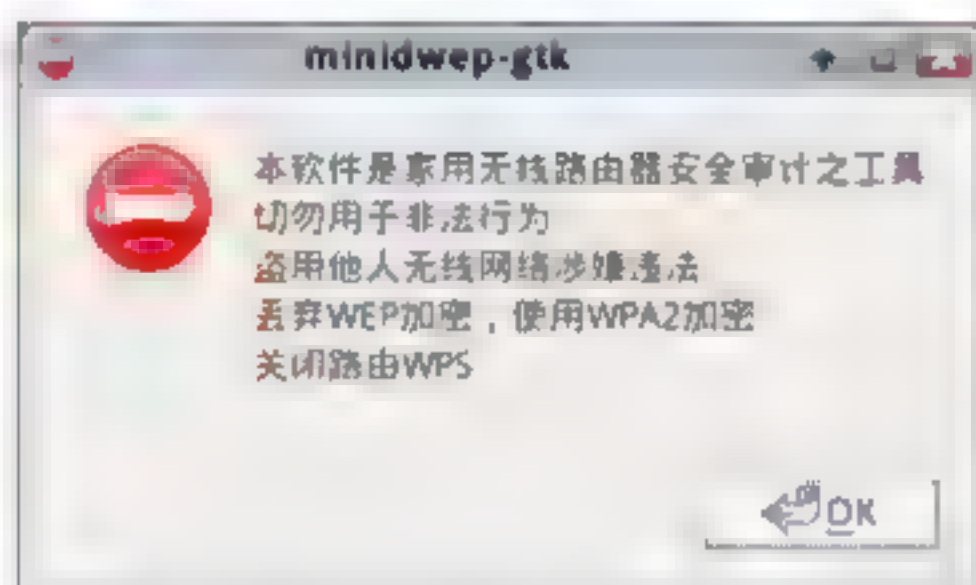 minidwep-gtk
本软件是家用无线路由器安全审计之工具
切勿用于非法行为
盗用他人无线网络涉嫌违法
丢弃WEP加密，使用WPA2加密
关闭路由WPS
OK